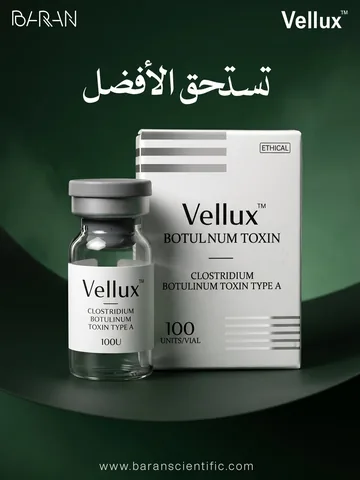 BARAN
Vellux™
تستحق الأفضل
ETHICAL
Vellux™
BOTULNUM TOXIN
CLOSTRIDIUM
BOTULINUM TOXIN TYPE A
100
UNITS/VIAL
Vellux™
CLOSTRIDIUM
BOTULINUM
TOXIN TYPE A
100U
www.baranscientific.com